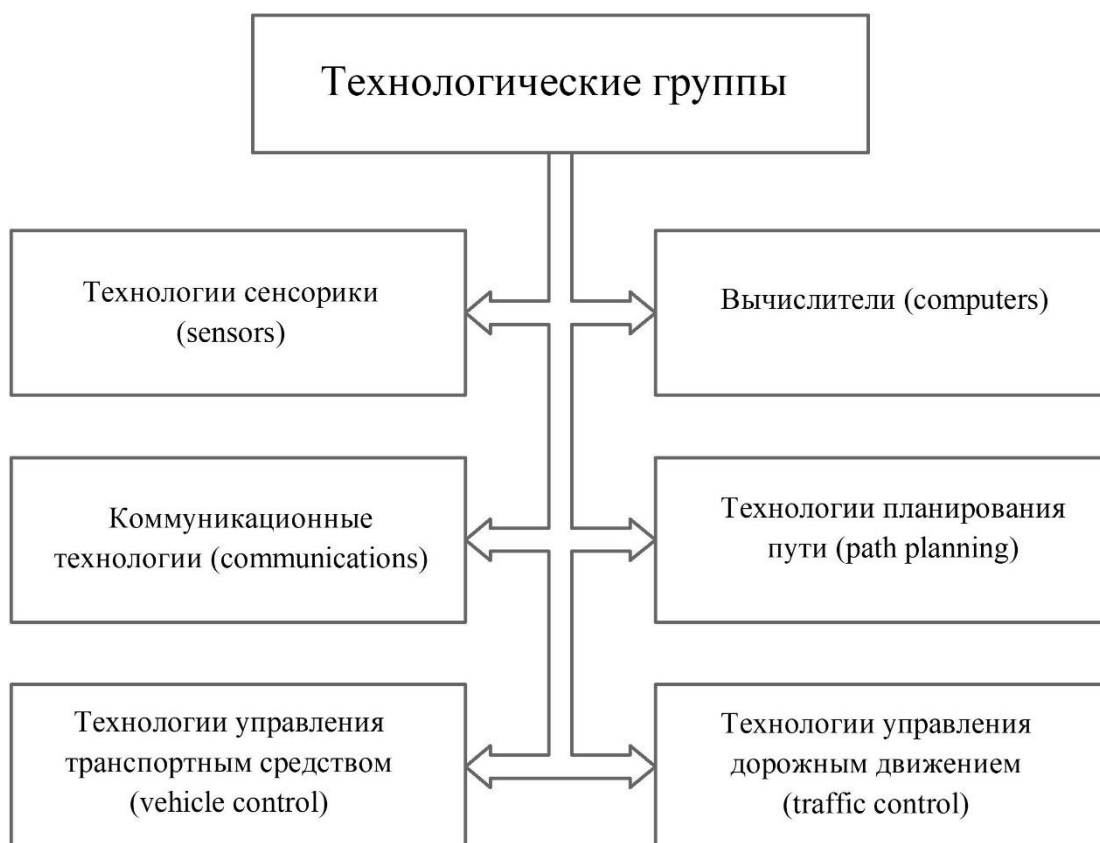 Технологические группы
Технологии сенсорики
(sensors)
Вычислители (computers)
Коммуникационные
технологии (communications)
Технологии планирования
пути (path planning)
Технологии управления
транспортным средством
(vehicle control)
Технологии управления
дорожным движением
(traffic control)